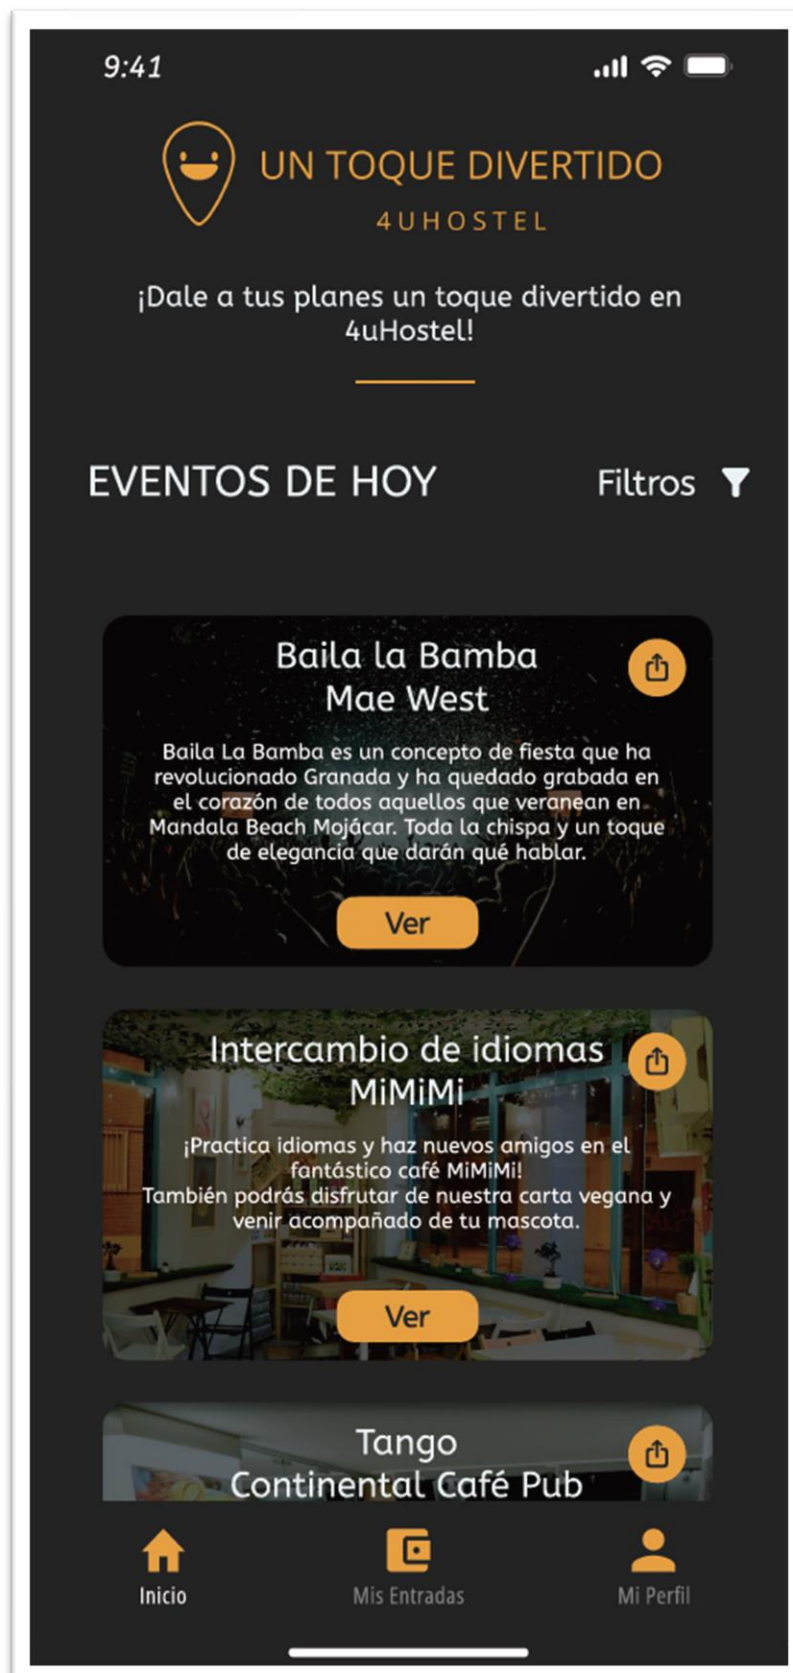 9:41
UN TOQUE DIVERTIDO
4UHOSTEL
¡Dale a tus planes un toque divertido en
4uHostel!
EVENTOS DE HOY
Filtros
Baila la Bamba
Mae West
Baila La Bamba es un concepto de fiesta que ha
revolucionado Granada y ha quedado grabada en
el corazón de todos aquellos que veranean en
Mandala Beach Mojácar. Toda la chispa y un toque
de elegancia que darán qué hablar.
Ver
Intercambio de idiomas
MiMiMi
¡Practica idiomas y haz nuevos amigos en el
fantástico café MiMiMi!
También podrás disfrutar de nuestra carta vegana y
venir acompañado de tu mascota.
Ver
Tango
Continental Café Pub
Inicio
Mis Entradas
Mi Perfil